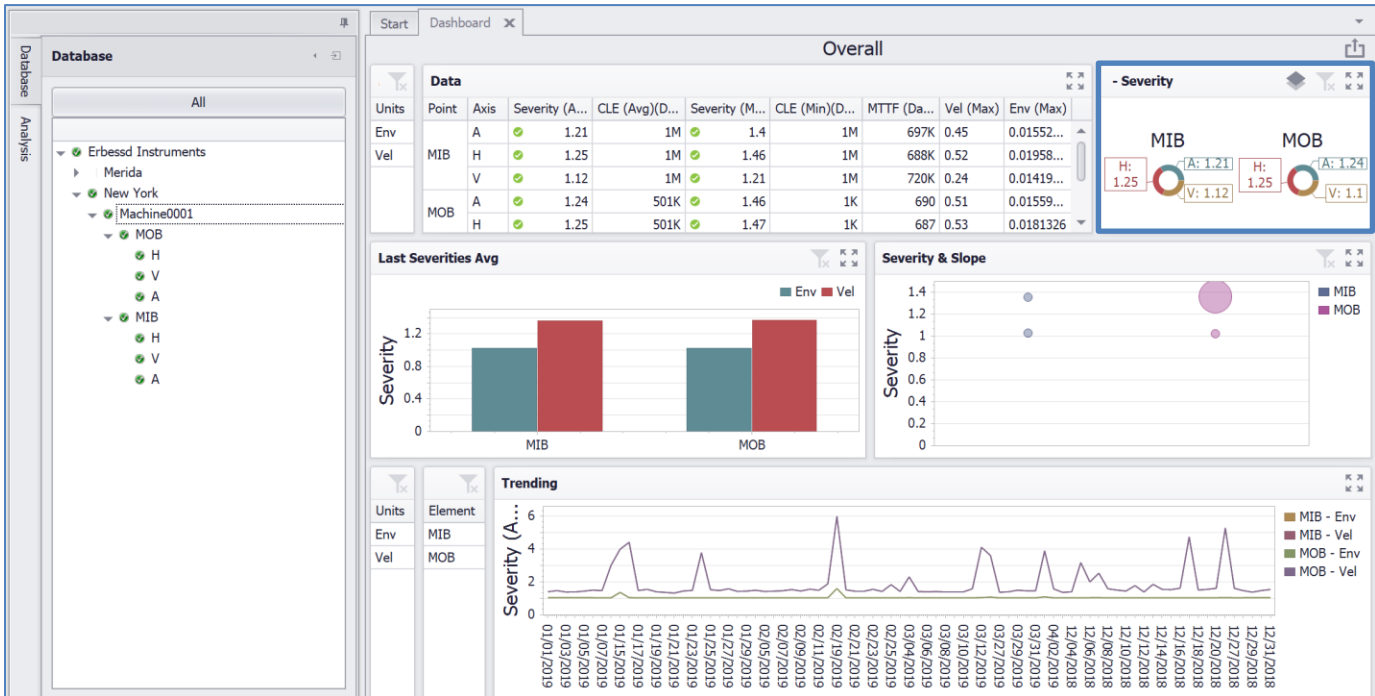 Database
Analysis
Database
All
Erbessd Instruments
Merida
New York
Machine0001
MOB
H
V
A
MIB
H
V
A
Start Dashboard
Overall
Units
Env
Vel
Data
Point Axis Severity (A... CLE (Avg)(D... Severity (M... CLE (Min)(D... MTTF (Da... Vel (Max) Env (Max)
MIB A 1.21 1M 1.4 1M 697K 0.45 0.01552...
H 1.25 1M 1.46 1M 688K 0.52 0.01958...
V 1.12 1M 1.21 1M 720K 0.24 0.01419...
MOB A 1.24 501K 1.46 1K 690 0.51 0.01559...
H 1.25 501K 1.47 1K 687 0.53 0.0181326
- Severity
MIB
H:
1.25
A: 1.21
V: 1.12
MOB
H:
1.25
A: 1.24
V: 1.1
Last Severities Avg
Env Vel
Severity
1.2
0.8
0.4
0
MIB MOB
Severity & Slope
1.4
1.2
1
0.8
0.6
0.4
0.2
0
Severity
MIB
MOB
Units
Env
Vel
Element
MIB
MOB
Trending
Severity (A...
6
4
2
0
MIB - Env
MIB - Vel
MOB - Env
MOB - Vel
01/01/2019
01/03/2019
01/05/2019
01/07/2019
01/15/2019
01/17/2019
01/19/2019
01/21/2019
01/23/2019
01/25/2019
01/27/2019
01/29/2019
02/01/2019
02/05/2019
02/07/2019
02/09/2019
02/11/2019
02/19/2019
02/21/2019
02/23/2019
02/25/2019
03/04/2019
03/06/2019
03/08/2019
03/10/2019
03/12/2019
03/27/2019
03/29/2019
03/31/2019
04/02/2019
12/04/2018
12/06/2018
12/08/2018
12/10/2018
12/12/2018
12/14/2018
12/16/2018
12/18/2018
12/20/2018
12/27/2018
12/29/2018
12/31/2018